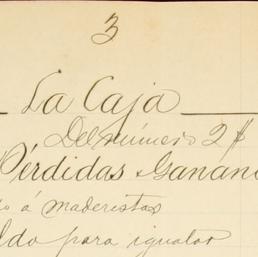 3
La Caja
Del número 2 $
Pérdidas & Ganan
o á maderistas
ldo para igualar